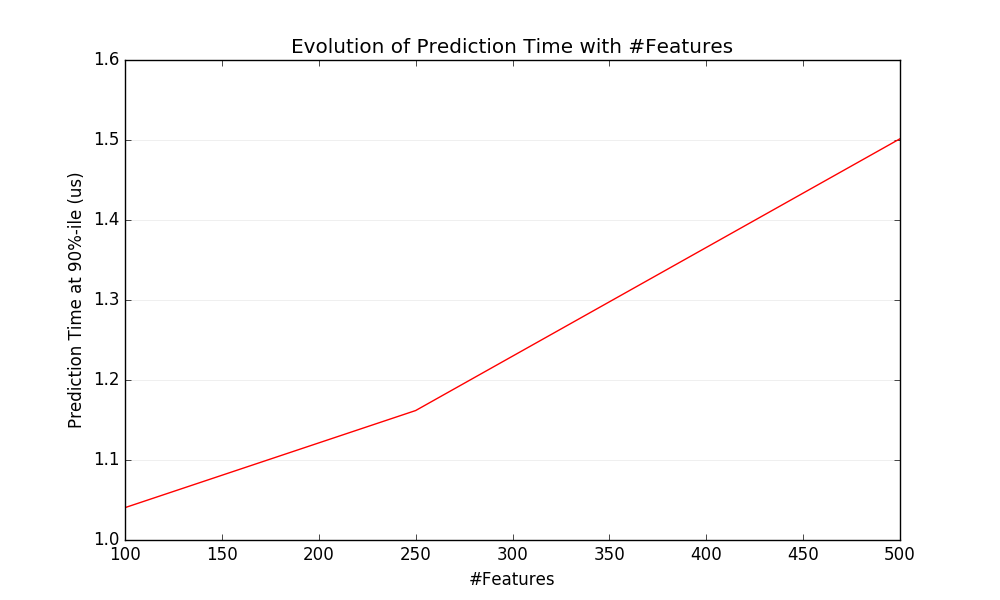 Evolution of Prediction Time with #Features
1.6
1.5
1.4
1.3
1.2
1.1
1.0
Prediction Time at 90%-ile (us)
100 150 200 250 300 350 400 450 500
#Features